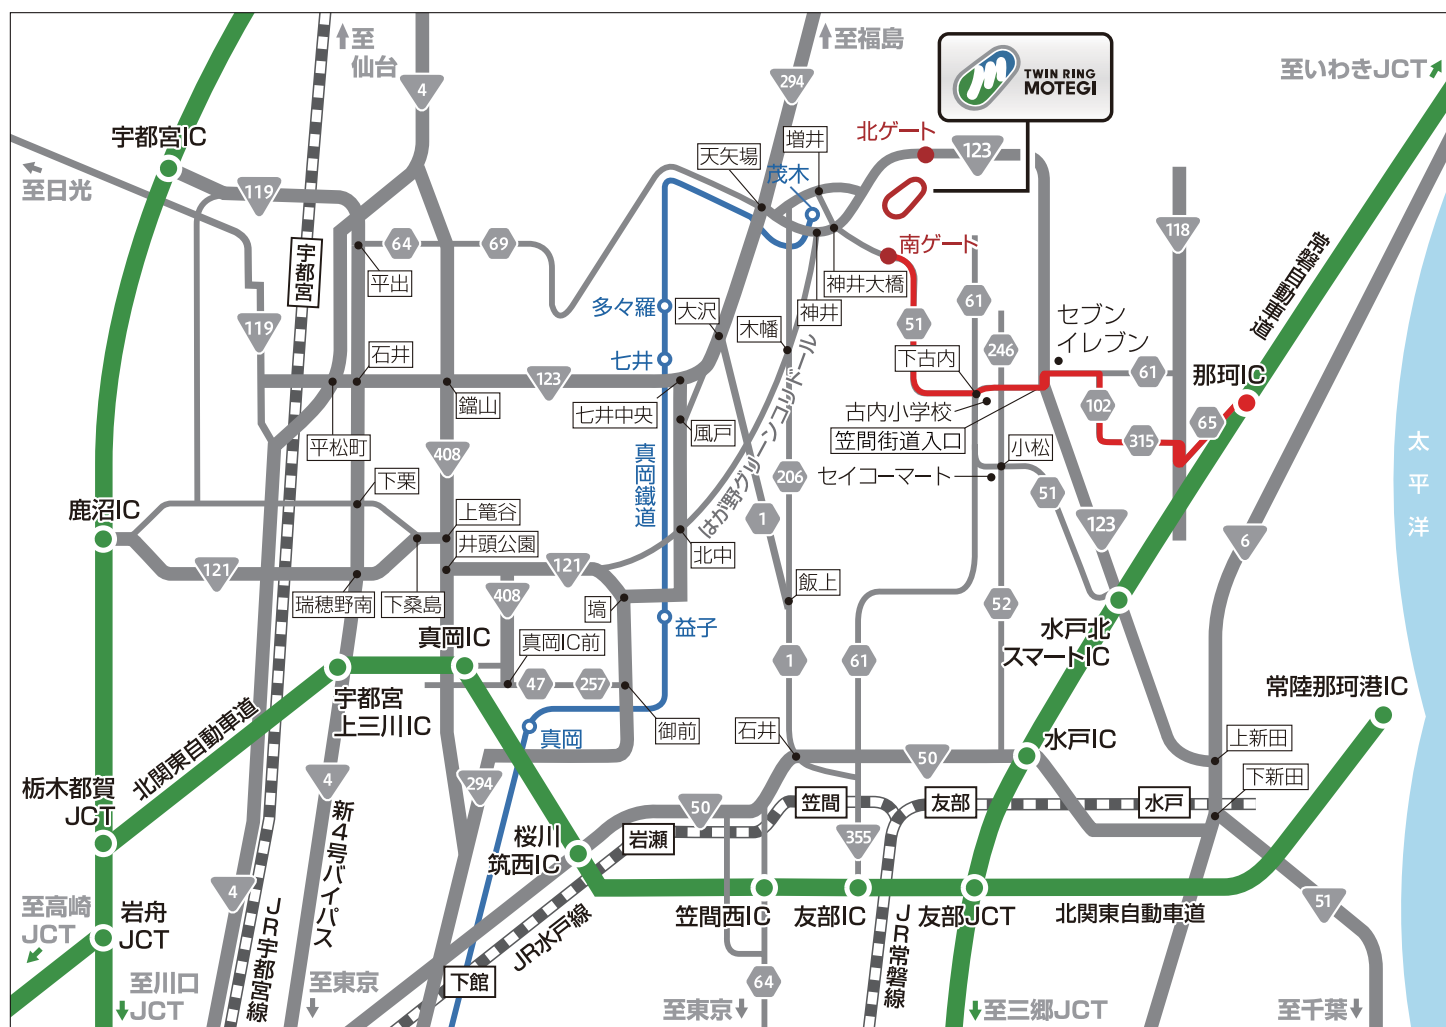 至
仙台
4
至福島
294
TWIN RING
MOTEGI
至いわきJCT
宇都宮IC
至日光
119
宇都宮
64
69
平出
天矢場
増井
茂木
北ゲート
123
118
南ゲート
神井大橋
神井
木幡
大沢
多々羅
七井
51
61
246
セブン
イレブン
常磐自動車道
119
石井
鐺山
123
七井中央
風戸
平松町
下古内
古内小学校
笠間街道入口
セイコーマート
小松
61
102
315
65
那珂IC
408
真岡鐵道
はが野グリーンコリドール
206
1
51
123
6
太平洋
鹿沼IC
下栗
上篭谷
井頭公園
121
瑞穂野南
下桑島
121
408
塙
北中
飯上
益子
52
水戸北
スマートIC
真岡IC
真岡IC前
47
257
御前
宇都宮
上三川IC
真岡
1
61
石井
50
水戸IC
常陸那珂港IC
上新田
下新田
北関東自動車道
栃木都賀
JCT
4
新4号バイパス
294
50
岩瀬
笠間
友部
水戸
355
桜川
筑西IC
至高崎
JCT
岩舟
JCT
4
JR宇都宮線
JR水戸線
笠間西IC
友部IC
友部JCT
北関東自動車道
JR常磐線
51
至川口
JCT
至東京
下館
64
至東京
至三郷JCT
至千葉